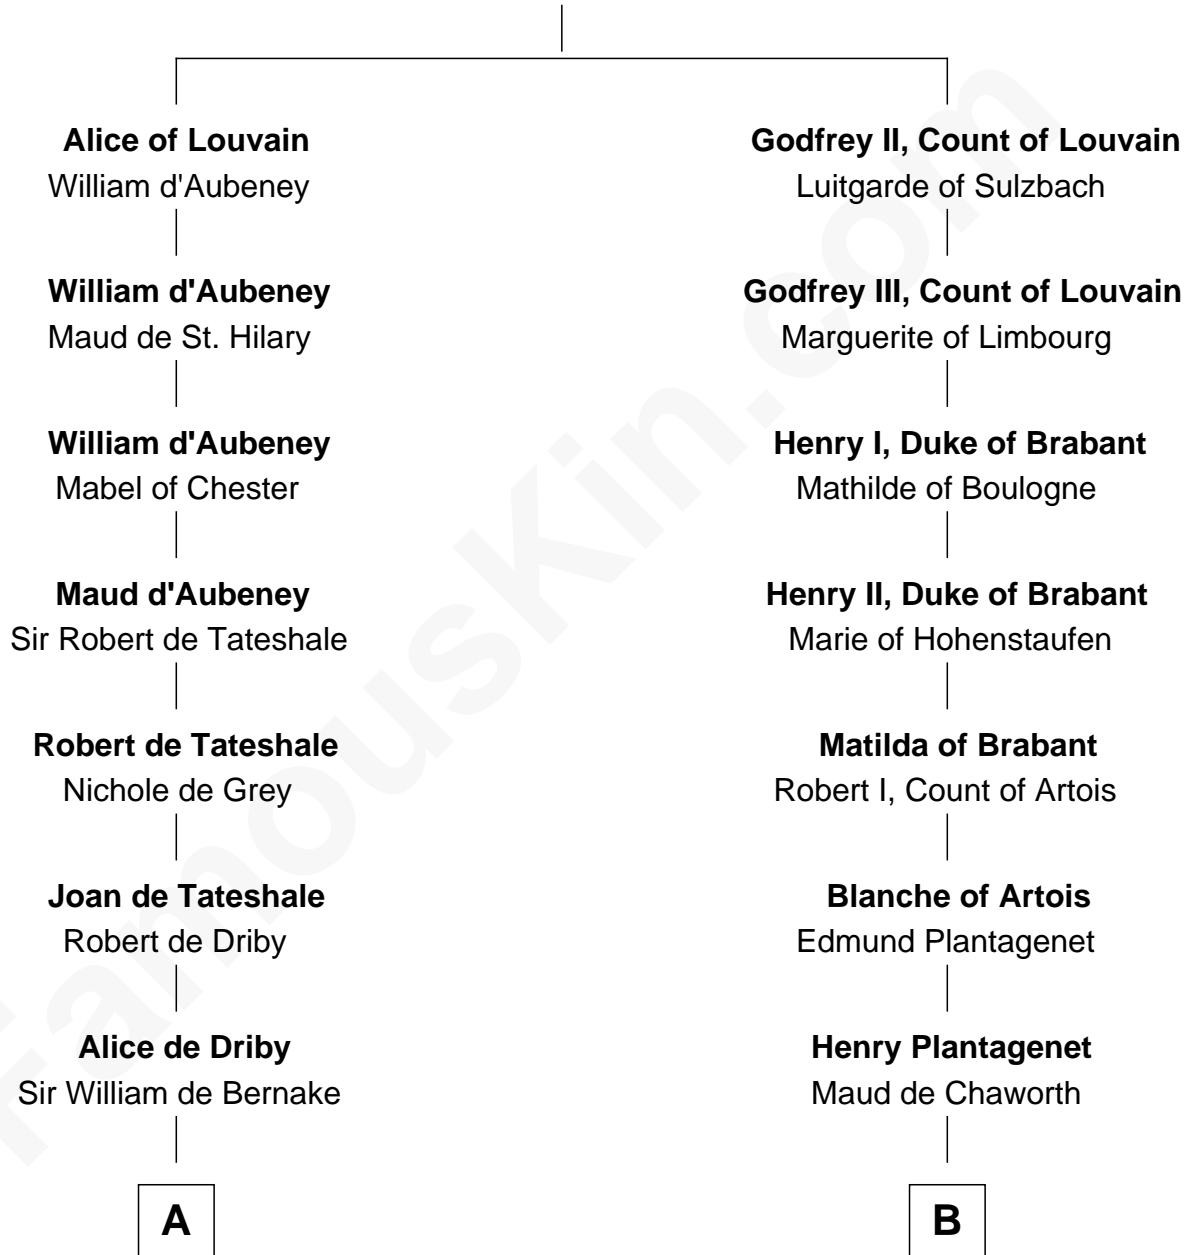 Alice of Louvain
William d'Aubeney
William d'Aubeney
Maud de St. Hilary
William d'Aubeney
Mabel of Chester
Maud d'Aubeney
Sir Robert de Tateshale
Robert de Tateshale
Nichole de Grey
Joan de Tateshale
Robert de Driby
Alice de Driby
Sir William de Bernake
A
Godfrey II, Count of Louvain
Luitgarde of Sulzbach
Godfrey III, Count of Louvain
Marguerite of Limbourg
Henry I, Duke of Brabant
Mathilde of Boulogne
Henry II, Duke of Brabant
Marie of Hohenstaufen
Matilda of Brabant
Robert I, Count of Artois
Blanche of Artois
Edmund Plantagenet
Henry Plantagenet
Maud de Chaworth
B
FamousKin.com